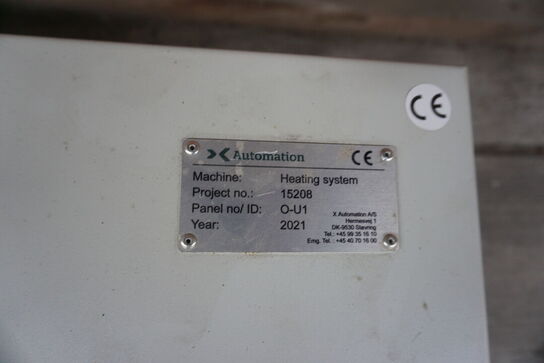 CE
X Automation CE
Machine: Heating system
Project no.: 15208
Panel no/ ID: O-U1
Year: 2021
X Automation A/S
Hermesvej 1
DK-9530 Støvring
Tel.: +45 99 35 16 10
Emg. Tel.: +45 40 70 16 00